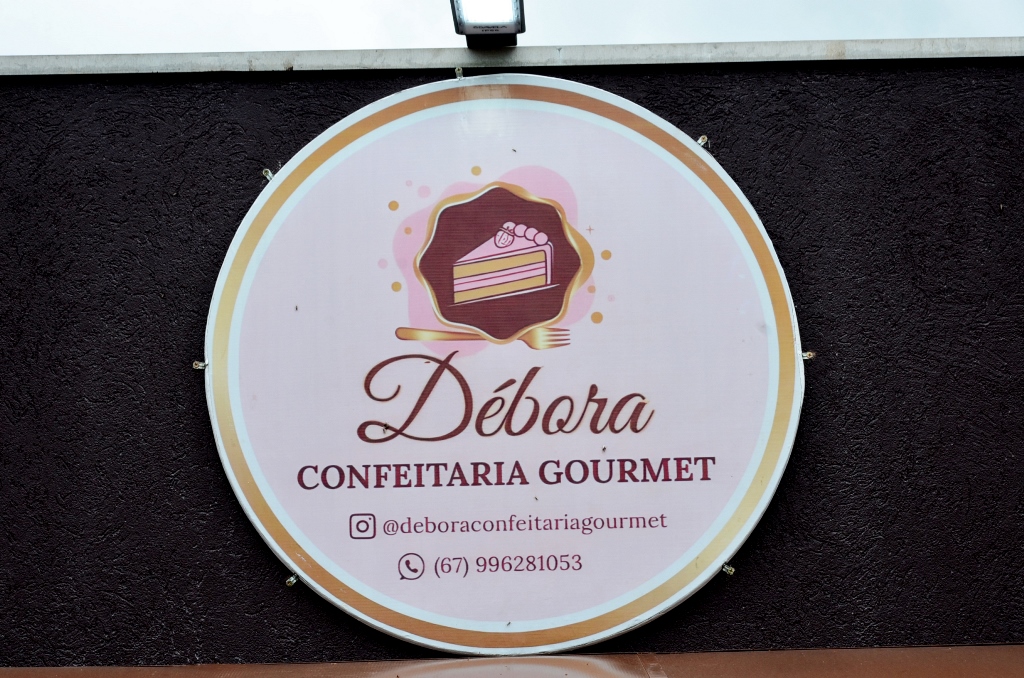 Débora
CONFEITARIA GOURMET
@deboraconfeitariagourmet
(67) 996281053